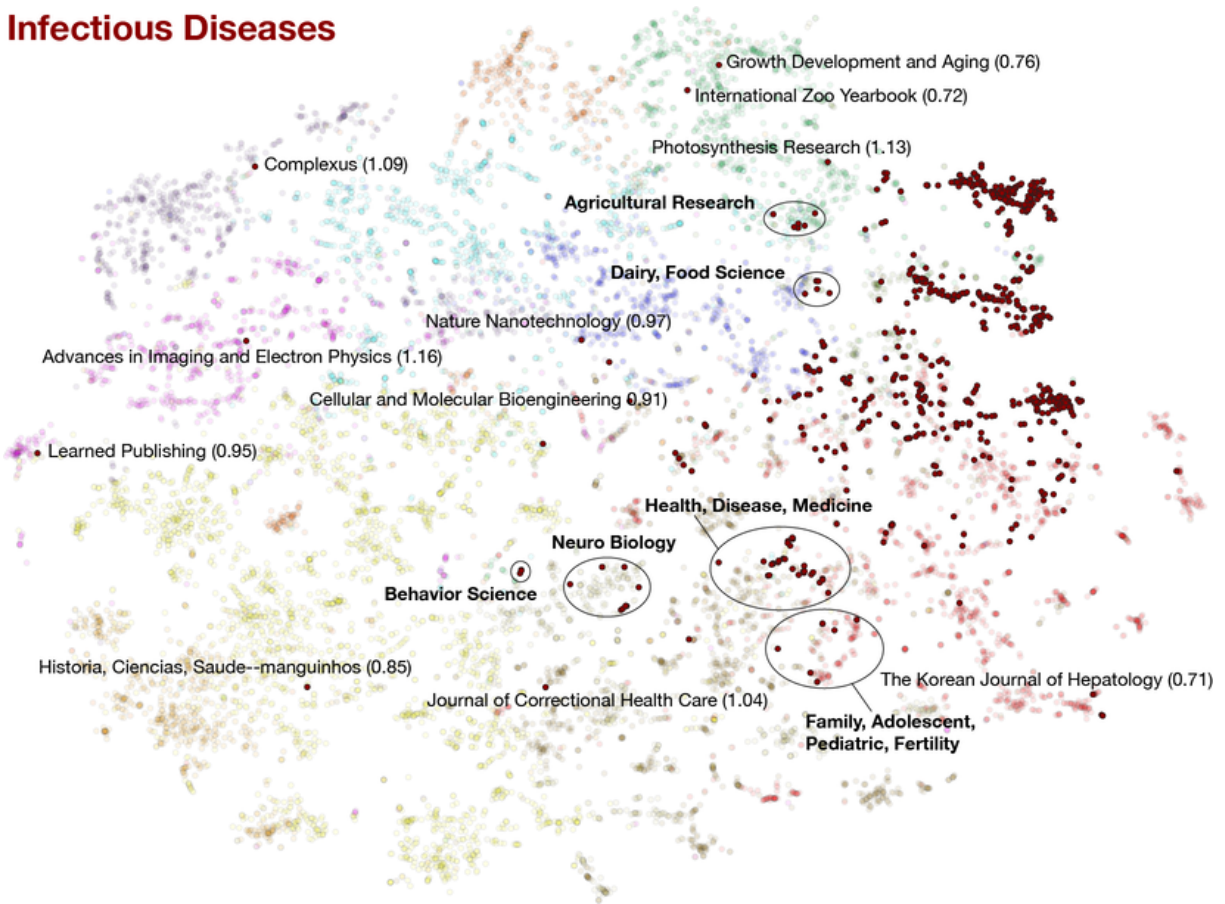 Infectious Diseases
Growth Development and Aging (0.76)
International Zoo Yearbook (0.72)
Photosynthesis Research (1.13)
Complexus (1.09)
Agricultural Research
Dairy, Food Science
Nature Nanotechnology (0.97)
Advances in Imaging and Electron Physics (1.16)
Cellular and Molecular Bioengineering 0.91)
Learned Publishing (0.95)
Health, Disease, Medicine
Neuro Biology
Behavior Science
Historia, Ciencias, Saude--manguinhos (0.85)
The Korean Journal of Hepatology (0.71)
Journal of Correctional Health Care (1.04)
Family, Adolescent,
Pediatric, Fertility